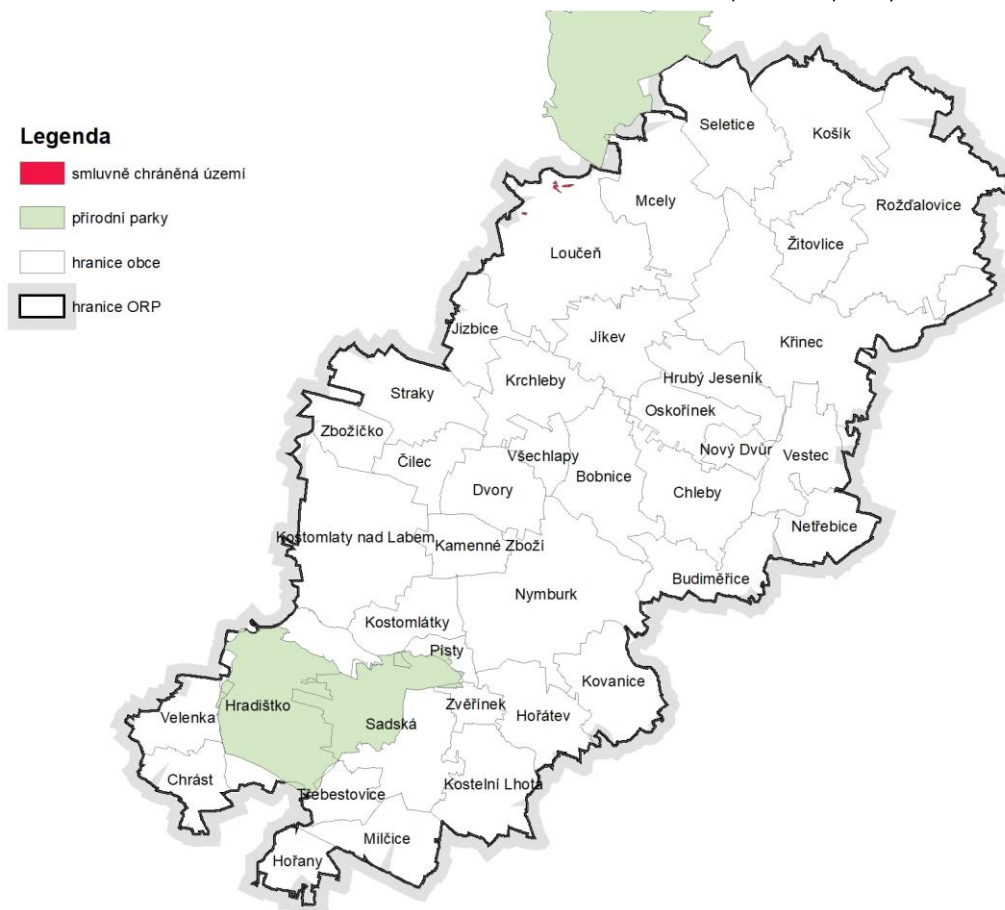 Legenda
smluvně chráněná území
přírodní parky
hranice obce
hranice ORP
Seletice
Košík
Mcely
Rožďalovice
Žitovlice
Loučeň
Jizbice
Jíkev
Křinec
Krchleby
Hrubý Jeseník
Straky
Oskořínek
Zbožíčko
Všechlapy
Nový Dvůr
Vestec
Čilec
Bobnice
Dvory
Chleby
Netřebice
Kostomlaty nad Labem
Kamenné Zboží
Budiměřice
Nymburk
Kostomlátky
Písty
Kovanice
Hradištko
Zvěřínek
Velenka
Hořátev
Sadská
Chrást
Kostelní Lhota
Třebestovice
Milčice
Hořany